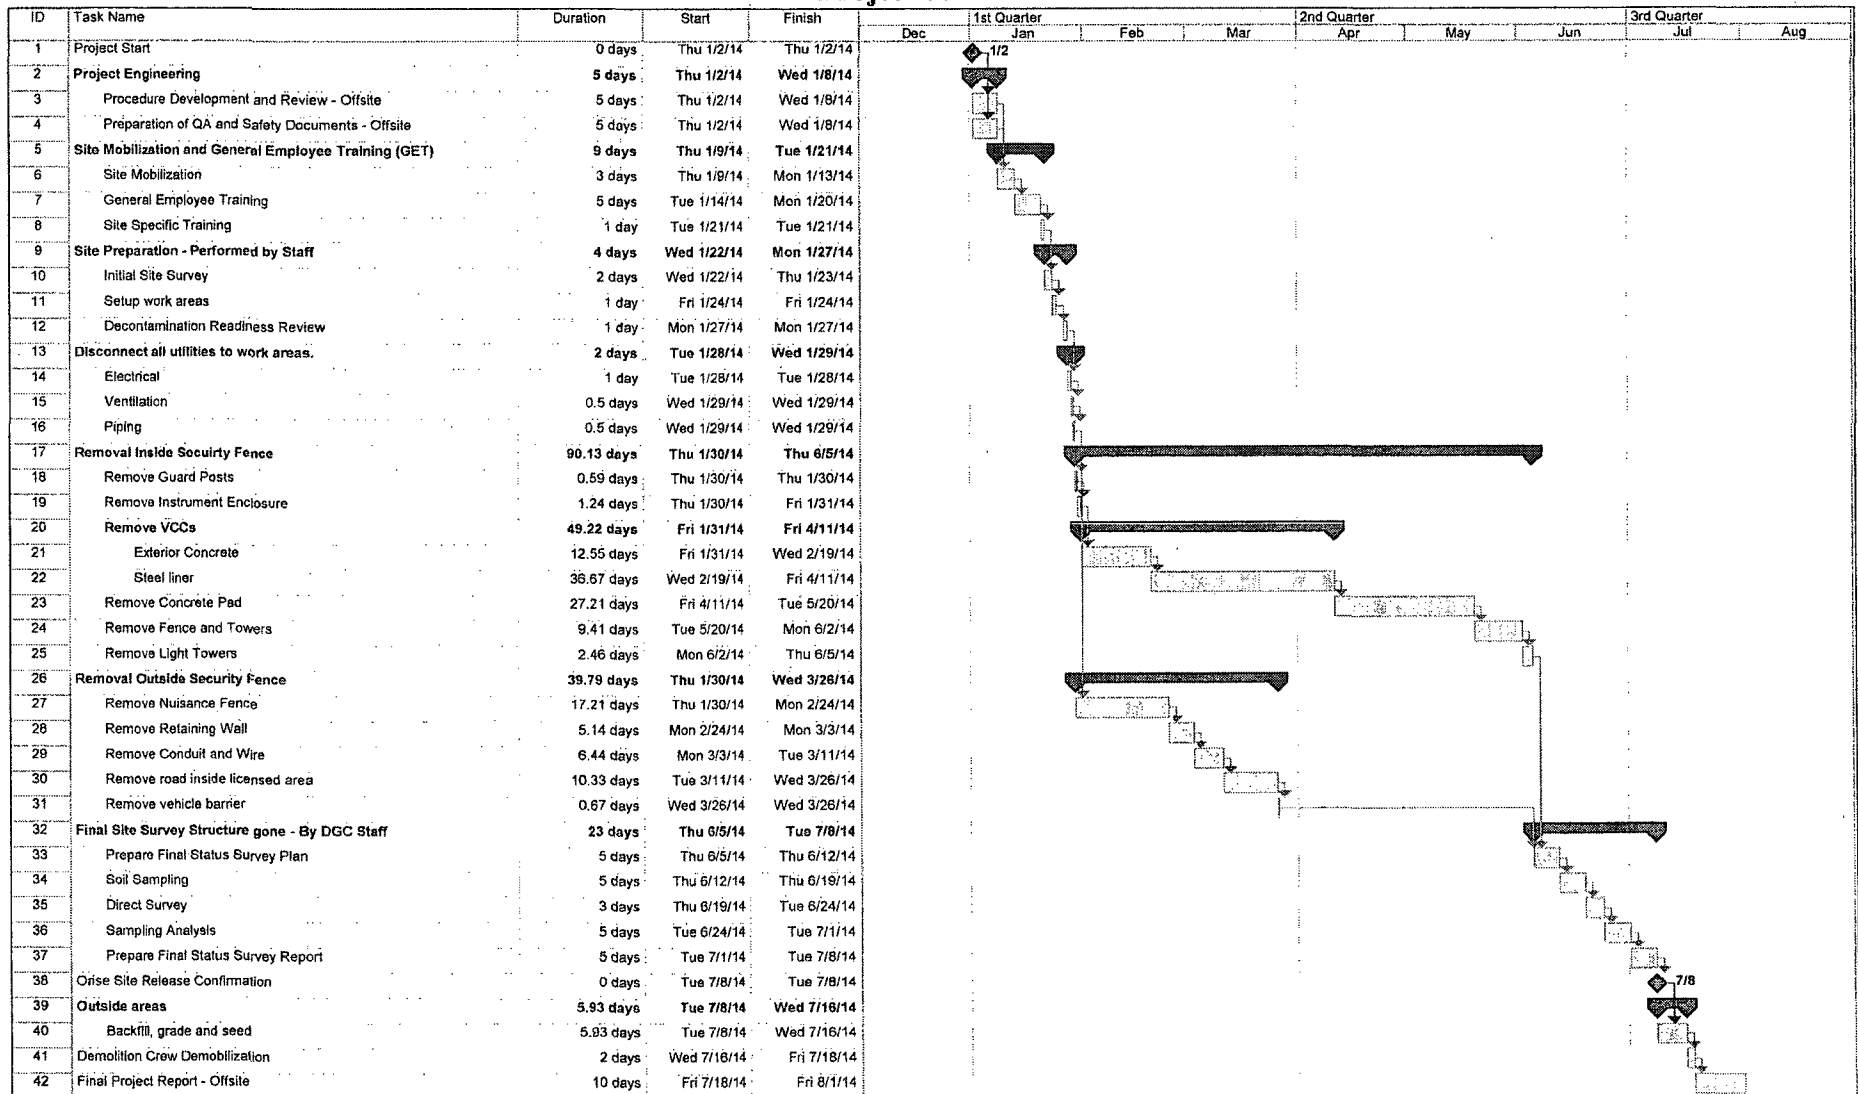 ID Task Name Duration Start Finish 1st Quarter 2nd Quarter 3rd Quarter
Dec Jan Feb Mar Apr May Jun Jul Aug
1 Project Start 0 days Thu 1/2/14 Thu 1/2/14 1/2
2 Project Engineering 5 days Thu 1/2/14 Wed 1/8/14
3 Procedure Development and Review - Offsite 5 days Thu 1/2/14 Wed 1/8/14
4 Preparation of QA and Safety Documents - Offsite 5 days Thu 1/2/14 Wed 1/8/14
5 Site Mobilization and General Employee Training (GET) 9 days Thu 1/9/14 Tue 1/21/14
6 Site Mobilization 3 days Thu 1/9/14 Mon 1/13/14
7 General Employee Training 5 days Tue 1/14/14 Mon 1/20/14
8 Site Specific Training 1 day Tue 1/21/14 Tue 1/21/14
9 Site Preparation - Performed by Staff 4 days Wed 1/22/14 Mon 1/27/14
10 Initial Site Survey 2 days Wed 1/22/14 Thu 1/23/14
11 Setup work areas 1 day Fri 1/24/14 Fri 1/24/14
12 Decontamination Readiness Review 1 day Mon 1/27/14 Mon 1/27/14
13 Disconnect all utilities to work areas. 2 days Tue 1/28/14 Wed 1/29/14
14 Electrical 1 day Tue 1/28/14 Tue 1/28/14
15 Ventilation 0.5 days Wed 1/29/14 Wed 1/29/14
16 Piping 0.5 days Wed 1/29/14 Wed 1/29/14
17 Removal Inside Secuirty Fence 90.13 days Thu 1/30/14 Thu 6/5/14
18 Remove Guard Posts 0.59 days Thu 1/30/14 Thu 1/30/14
19 Remove Instrument Enclosure 1.24 days Thu 1/30/14 Fri 1/31/14
20 Remove VCCs 49.22 days Fri 1/31/14 Fri 4/11/14
21 Exterior Concrete 12.55 days Fri 1/31/14 Wed 2/19/14
22 Steel liner 36.67 days Wed 2/19/14 Fri 4/11/14
23 Remove Concrete Pad 27.21 days Fri 4/11/14 Tue 5/20/14
24 Remove Fence and Towers 9.41 days Tue 5/20/14 Mon 6/2/14
25 Remove Light Towers 2.46 days Mon 6/2/14 Thu 6/5/14
26 Removal Outside Security Fence 39.79 days Thu 1/30/14 Wed 3/26/14
27 Remove Nuisance Fence 17.21 days Thu 1/30/14 Mon 2/24/14
28 Remove Retaining Wall 5.14 days Mon 2/24/14 Mon 3/3/14
29 Remove Conduit and Wire 6.44 days Mon 3/3/14 Tue 3/11/14
30 Remove road inside licensed area 10.33 days Tue 3/11/14 Wed 3/26/14
31 Remove vehicle barrier 0.67 days Wed 3/26/14 Wed 3/26/14
32 Final Site Survey Structure gone - By DGC Staff 23 days Thu 6/5/14 Tue 7/8/14
33 Prepare Final Status Survey Plan 5 days Thu 6/5/14 Thu 6/12/14
34 Soil Sampling 5 days Thu 6/12/14 Thu 6/19/14
35 Direct Survey 3 days Thu 6/19/14 Tue 6/24/14
36 Sampling Analysis 5 days Tue 6/24/14 Tue 7/1/14
37 Prepare Final Status Survey Report 5 days Tue 7/1/14 Tue 7/8/14
38 Orise Site Release Confirmation 0 days Tue 7/8/14 Tue 7/8/14 7/8
39 Outside areas 5.93 days Tue 7/8/14 Wed 7/16/14
40 Backfill, grade and seed 5.93 days Tue 7/8/14 Wed 7/16/14
41 Demolition Crew Demobilization 2 days Wed 7/16/14 Fri 7/18/14
42 Final Project Report - Offsite 10 days Fri 7/18/14 Fri 8/1/14